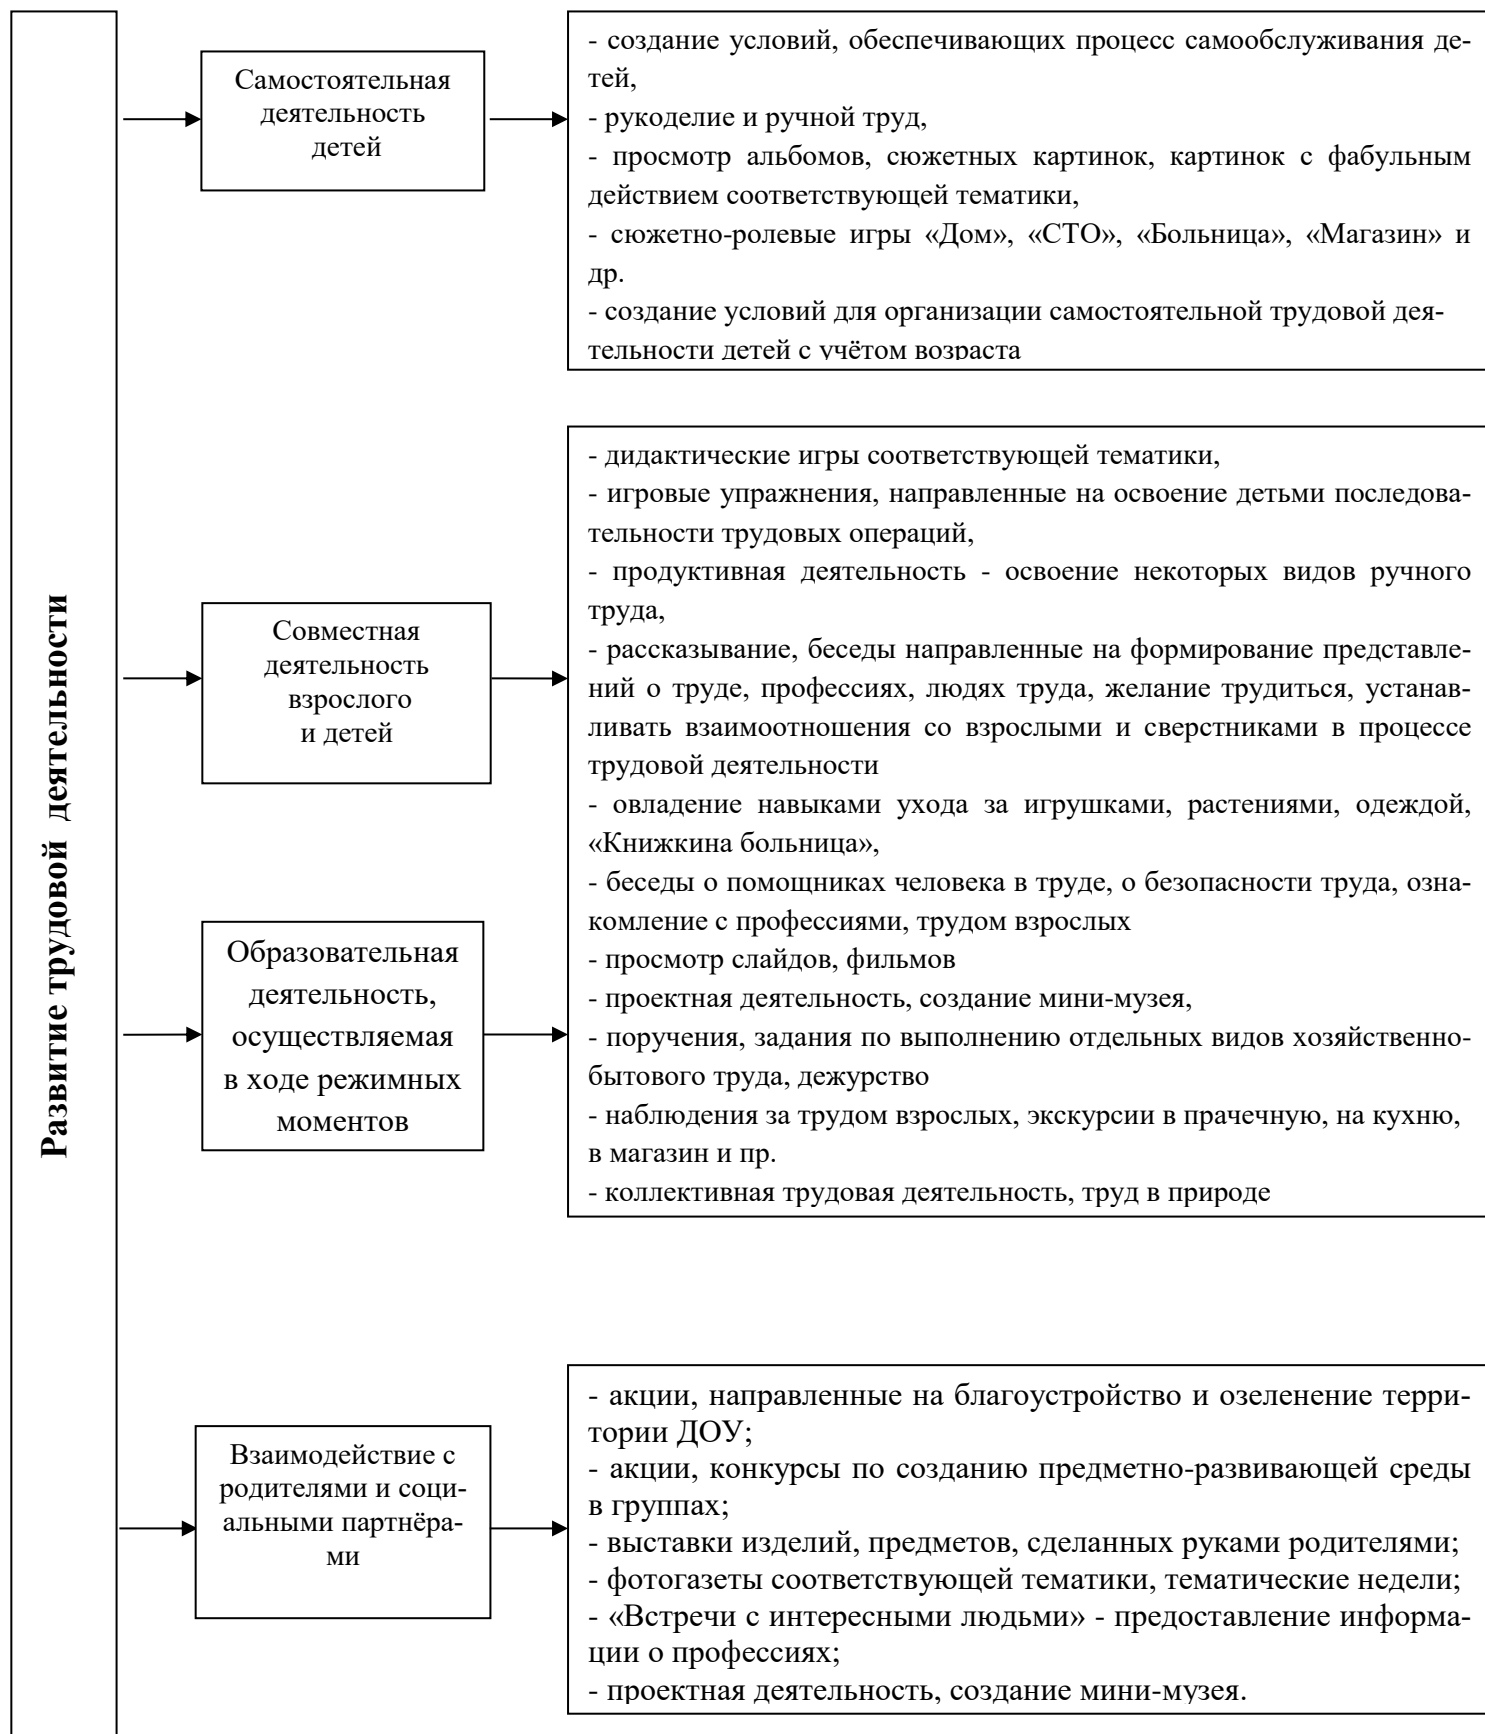 Развитие трудовой деятельности
Самостоятельная
деятельность
детей
- создание условий, обеспечивающих процесс самообслуживания де-
тей,
- рукоделие и ручной труд,
- просмотр альбомов, сюжетных картинок, картинок с фабульным
действием соответствующей тематики,
- сюжетно-ролевые игры «Дом», «СТО», «Больница», «Магазин» и
др.
- создание условий для организации самостоятельной трудовой дея-
тельности детей с учётом возраста
Совместная
деятельность
взрослого
и детей
Образовательная
деятельность,
осуществляемая
в ходе режимных
моментов
- дидактические игры соответствующей тематики,
- игровые упражнения, направленные на освоение детьми последова-
тельности трудовых операций,
- продуктивная деятельность - освоение некоторых видов ручного
труда,
- рассказывание, беседы направленные на формирование представле-
ний о труде, профессиях, людях труда, желание трудиться, устанав-
ливать взаимоотношения со взрослыми и сверстниками в процессе
трудовой деятельности
- овладение навыками ухода за игрушками, растениями, одеждой,
«Книжкина больница»,
- беседы о помощниках человека в труде, о безопасности труда, озна-
комление с профессиями, трудом взрослых
- просмотр слайдов, фильмов
- проектная деятельность, создание мини-музея,
- поручения, задания по выполнению отдельных видов хозяйственно-
бытового труда, дежурство
- наблюдения за трудом взрослых, экскурсии в прачечную, на кухню,
в магазин и пр.
- коллективная трудовая деятельность, труд в природе
Взаимодействие с
родителями и соци-
альными партнёра-
ми
- акции, направленные на благоустройство и озеленение терри-
тории ДОУ;
- акции, конкурсы по созданию предметно-развивающей среды
в группах;
- выставки изделий, предметов, сделанных руками родителями;
- фотогазеты соответствующей тематики, тематические недели;
- «Встречи с интересными людьми» - предоставление информа-
ции о профессиях;
- проектная деятельность, создание мини-музея.